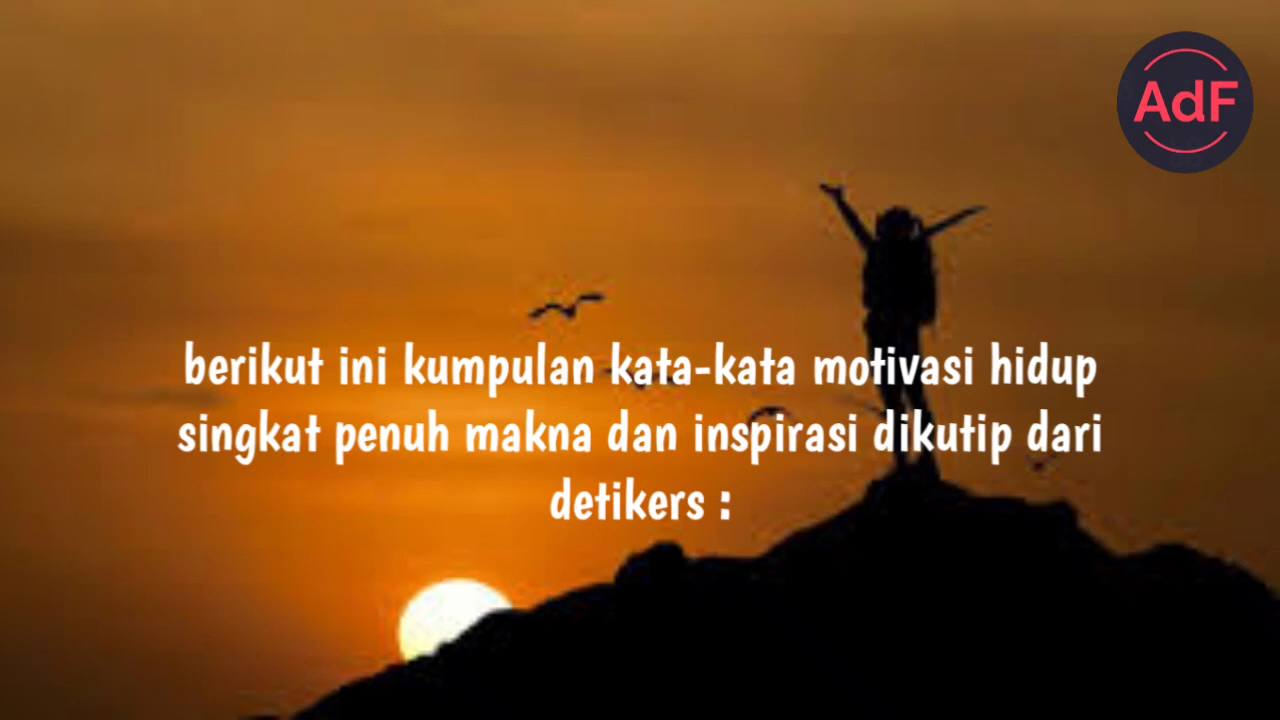 AdF
berikut ini kumpulan kata-kata motivasi hidup
singkat penuh makna dan inspirasi dikutip dari
detikers :